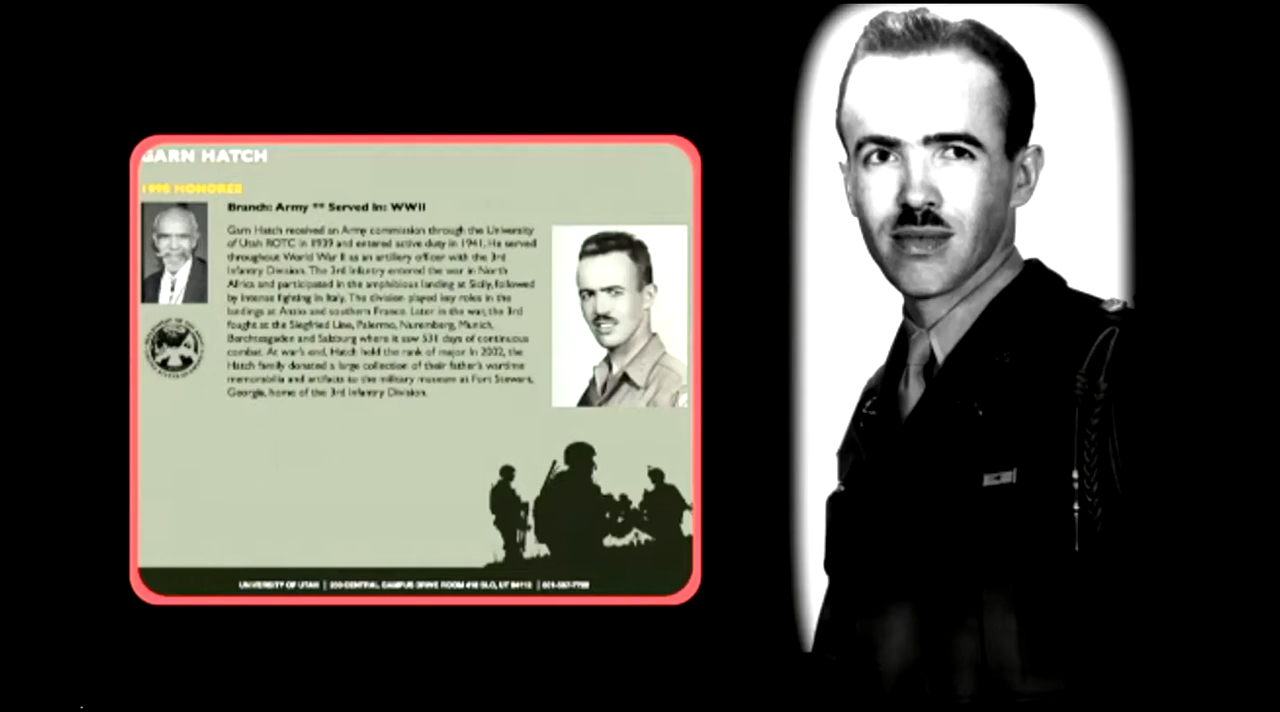 GARN HATCH
1998 HONOREE
Branch: Army ** Served In: WWII
Garn Hatch received an Army commission through the University
of Utah ROTC in 1939 and entered active duty in 1941. He served
throughout World War II as an artillery officer with the 3rd
Infantry Division. The 3rd Infantry entered the war in North
Africa and participated in the amphibious landing at Sicily, followed
by intense fighting in Italy. The division played key roles in the
landings at Anzio and southern France. Later in the war, the 3rd
fought at the Siegfried Line, Palermo, Nuremberg, Munich,
Berchtesgaden and Salzburg where it saw 531 days of continuous
combat. At war's end, Hatch held the rank of major. In 2002, the
Hatch family donated a large collection of their father's wartime
memorabilia and artifacts to the military museum at Fort Stewart,
Georgia, home of the 3rd Infantry Division.
UNIVERSITY OF UTAH | CENTRAL CAMPUS DRIVE ROOM SLC, UT